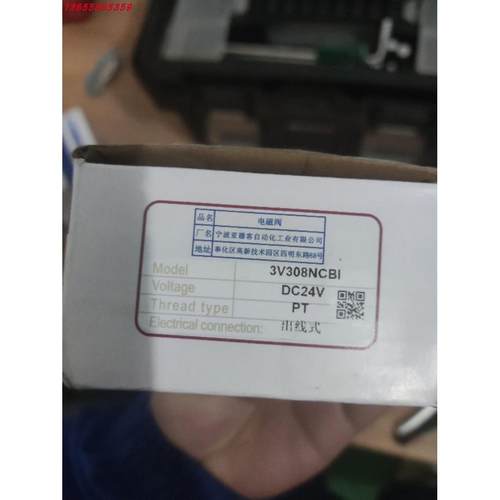 品名 电磁阀
厂名 宁波亚德客自动化工业有限公司
地址: 奉化区高新技术园区四明东路88号
Model 3V308NCBI
Voltage DC24V
Thread type PT
Electrical connection: 出线式